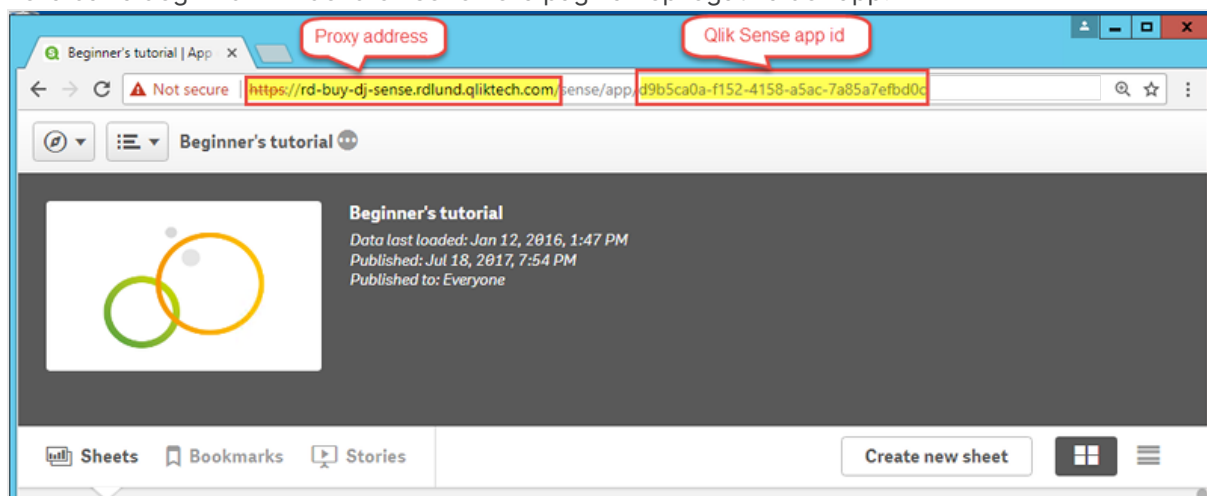 Proxy address
Qlik Sense app id
Beginner's tutorial | App
Not secure
https://rd-buy-dj-sense.rdlund.qliktech.com/sense/app/d9b5ca0a-f152-4158-a5ac-7a85a7efbd0d
Beginner's tutorial
Beginner's tutorial
Data last loaded: Jan 12, 2016, 1:47 PM
Published: Jul 18, 2017, 7:54 PM
Published to: Everyone
Sheets Bookmarks Stories Create new sheet